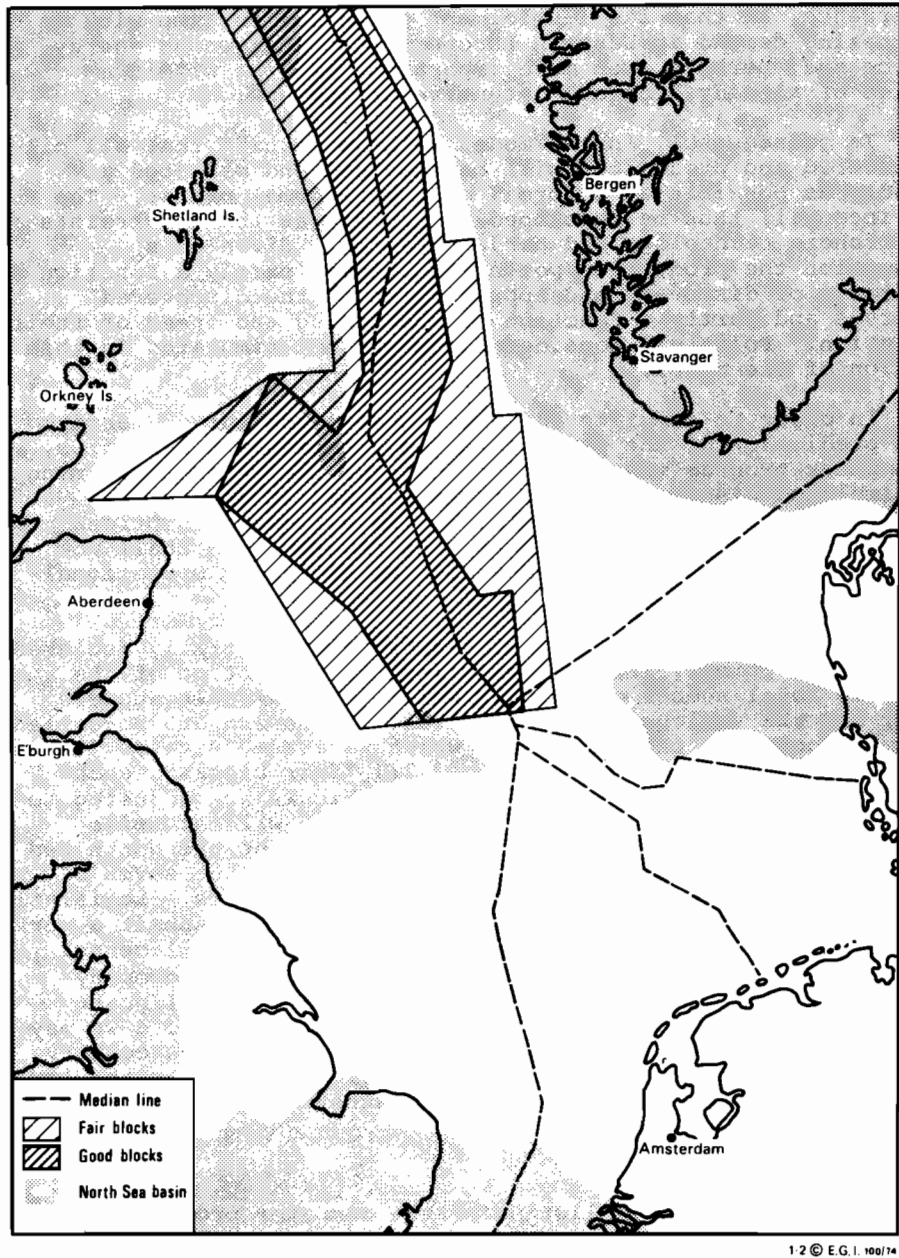 Bergen
Shetland Is.
Stavanger
Orkney Is.
Aberdeen
E'burgh
Median line
Fair blocks
Good blocks
North Sea basin
Amsterdam
1·2 © E.G.I. 100/74